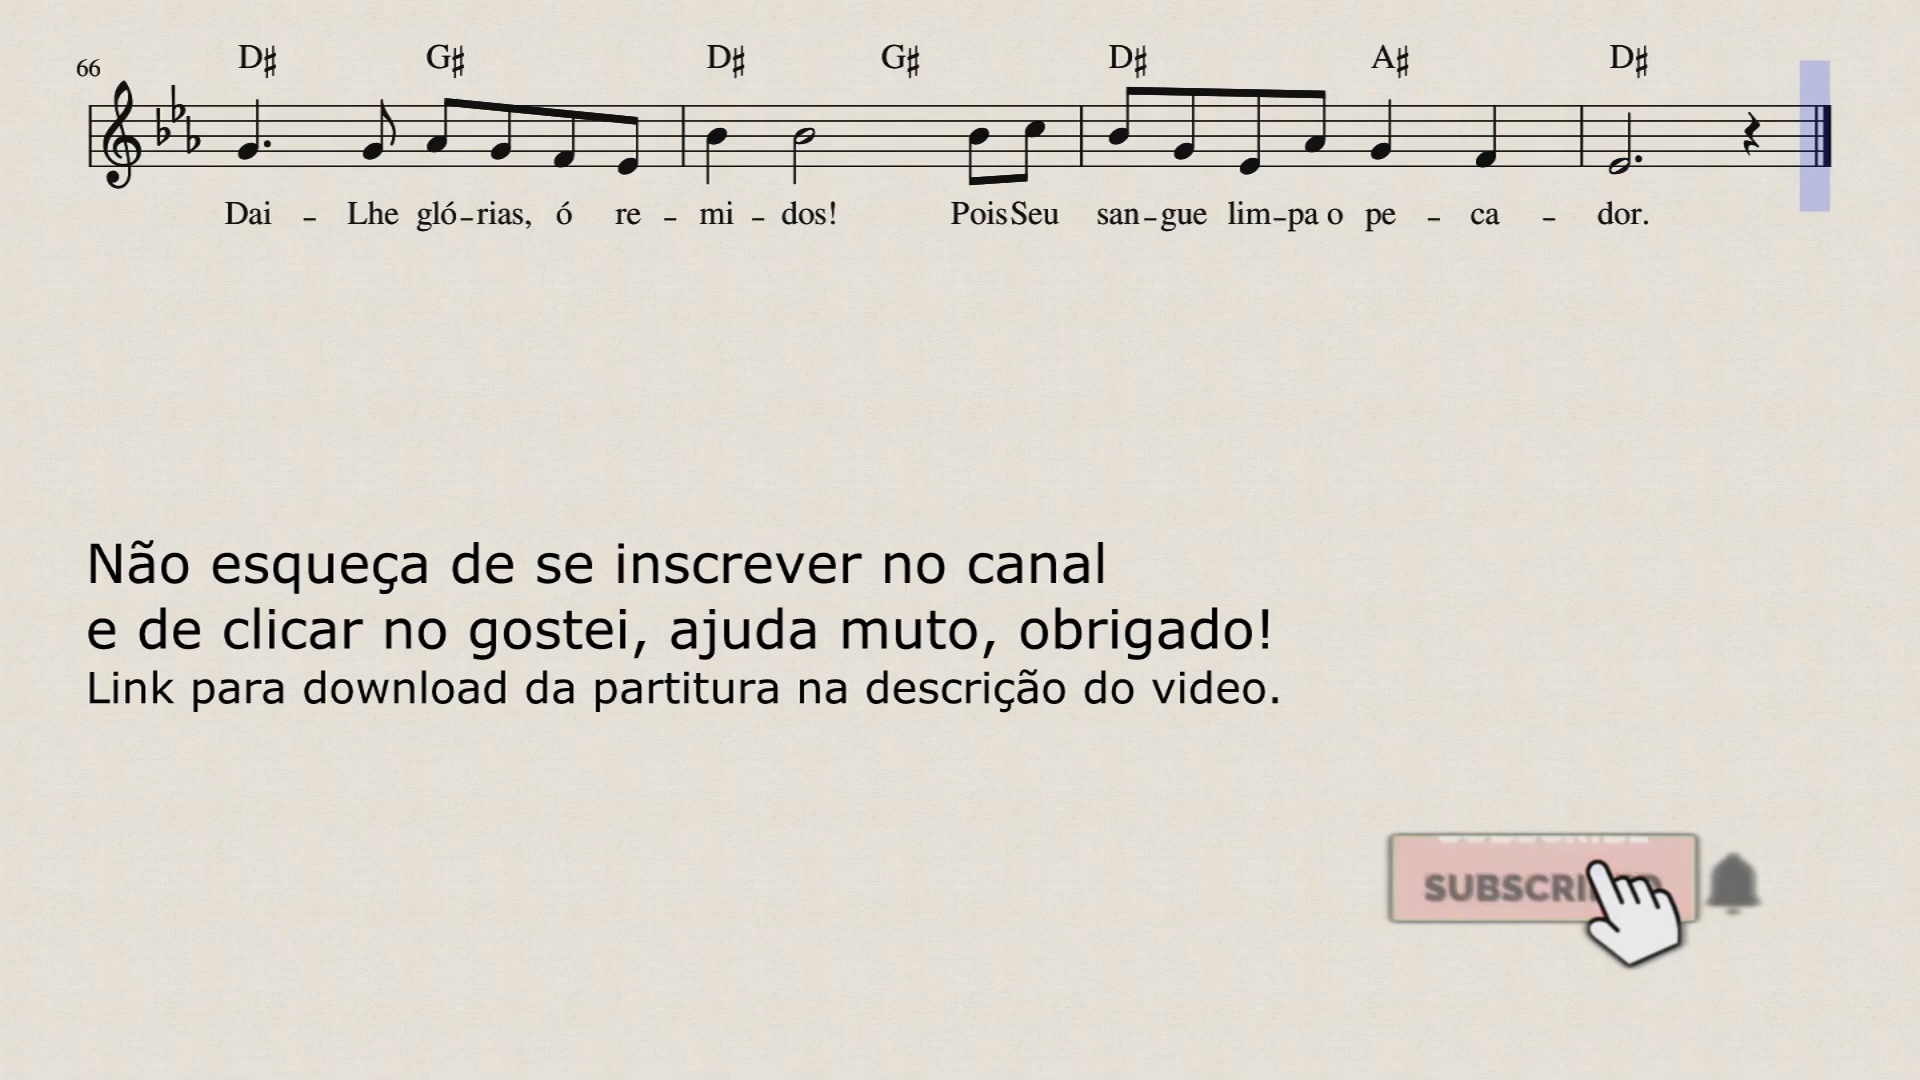 D♯ G♯ D♯ G♯ D♯ A♯ D♯
66
Dai - Lhe gló-rias, ó re - mi - dos! Pois Seu san-gue lim-pa o pe - ca - dor.
Não esqueça de se inscrever no canal
e de clicar no gostei, ajuda muto, obrigado!
Link para download da partitura na descrição do video.